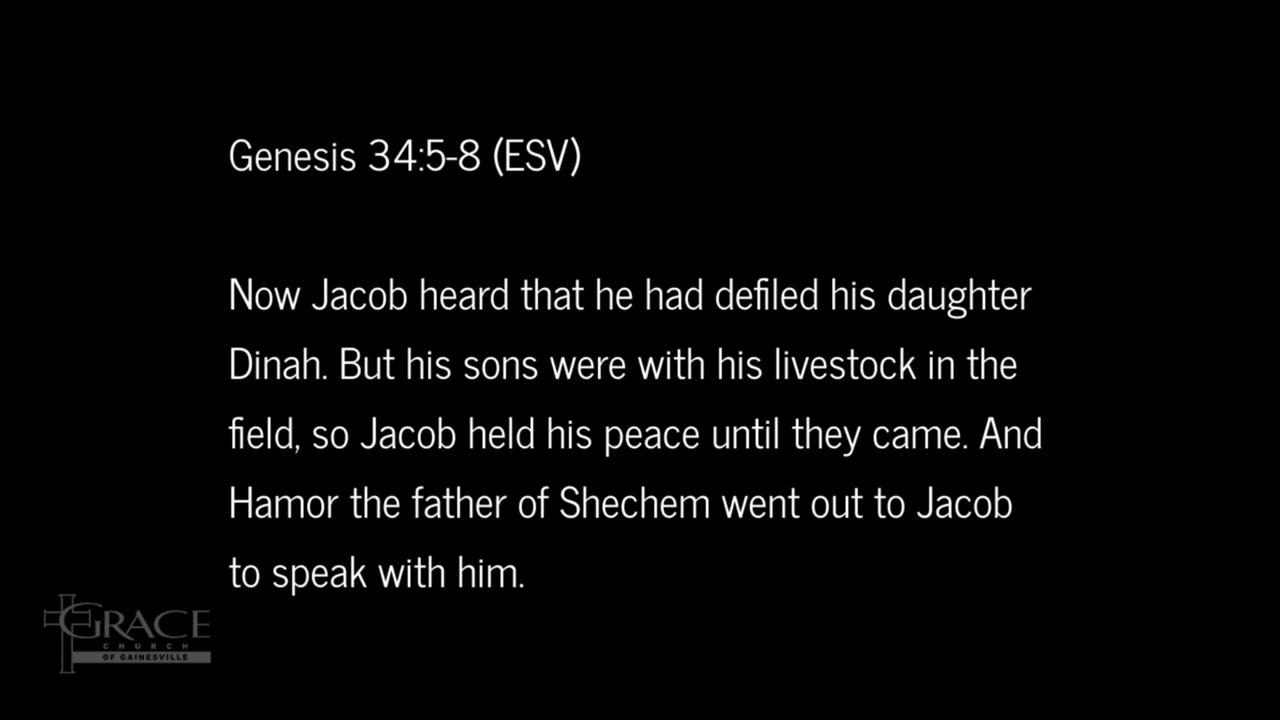 Genesis 34:5-8 (ESV)
Now Jacob heard that he had defiled his daughter
Dinah. But his sons were with his livestock in the
field, so Jacob held his peace until they came. And
Hamor the father of Shechem went out to Jacob
to speak with him.
GRACE
CHURCH
OF GAINESVILLE